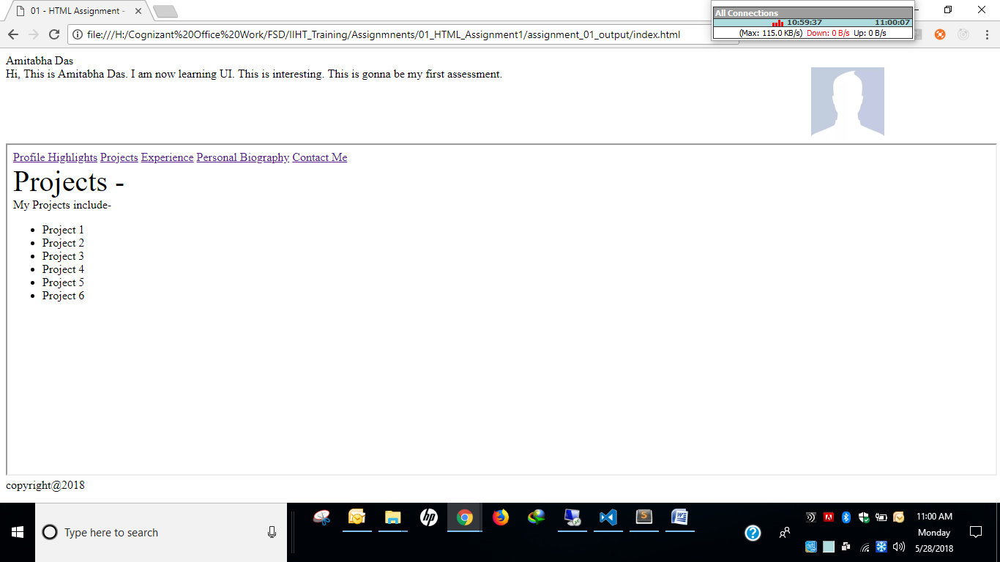 01 - HTML Assignment -
All Connections
10:59:37 11:00:07
(Max: 115.0 KB/s) Down: 0 B/s Up: 0 B/s
file:///H:/Cognizant%20Office%20Work/FSD/IIHT_Training/Assignmnents/01_HTML_Assignment1/assignment_01_output/index.html
Amitabha Das
Hi, This is Amitabha Das. I am now learning UI. This is interesting. This is gonna be my first assessment.
Profile Highlights Projects Experience Personal Biography Contact Me
Projects -
My Projects include-
• Project 1
• Project 2
• Project 3
• Project 4
• Project 5
• Project 6
copyright@2018
Type here to search
hp
S
W
?
11:00 AM
Monday
5/28/2018